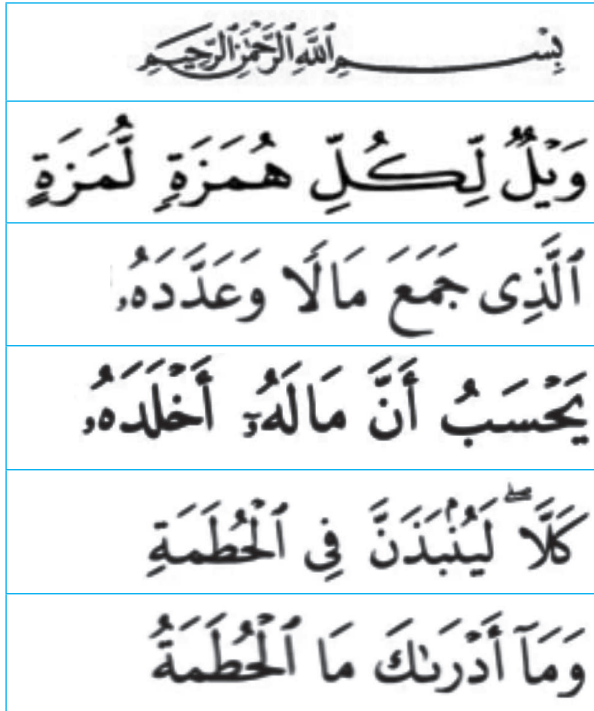 بِسْمِ ٱللَّهِ ٱلرَّحْمَٰنِ ٱلرَّحِيمِ
وَيْلٌ لِّكُلِّ هُمَزَةٍ لُّمَزَةٍ
ٱلَّذِى جَمَعَ مَالًا وَعَدَّدَهُۥ
يَحْسَبُ أَنَّ مَالَهُۥٓ أَخْلَدَهُۥ
كَلَّا ۖ لَيُنۢبَذَنَّ فِى ٱلْحُطَمَةِ
وَمَآ أَدْرَىٰكَ مَا ٱلْحُطَمَةُ